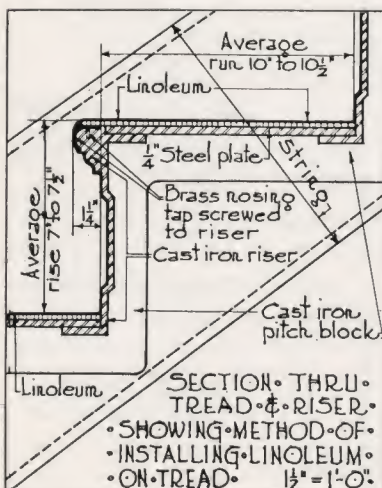 Average
run 10" to 10½"
Linoleum
¼" Steel plate
String
Brass nosing
tap screwed
to riser
1¼"
Average
rise 7" to 7½"
Cast iron riser
Cast iron
pitch block
Linoleum
SECTION • THRU •
TREAD • & • RISER •
• SHOWING • METHOD • OF •
• INSTALLING • LINOLEUM •
• ON • TREAD • 1½" = 1'-0" •